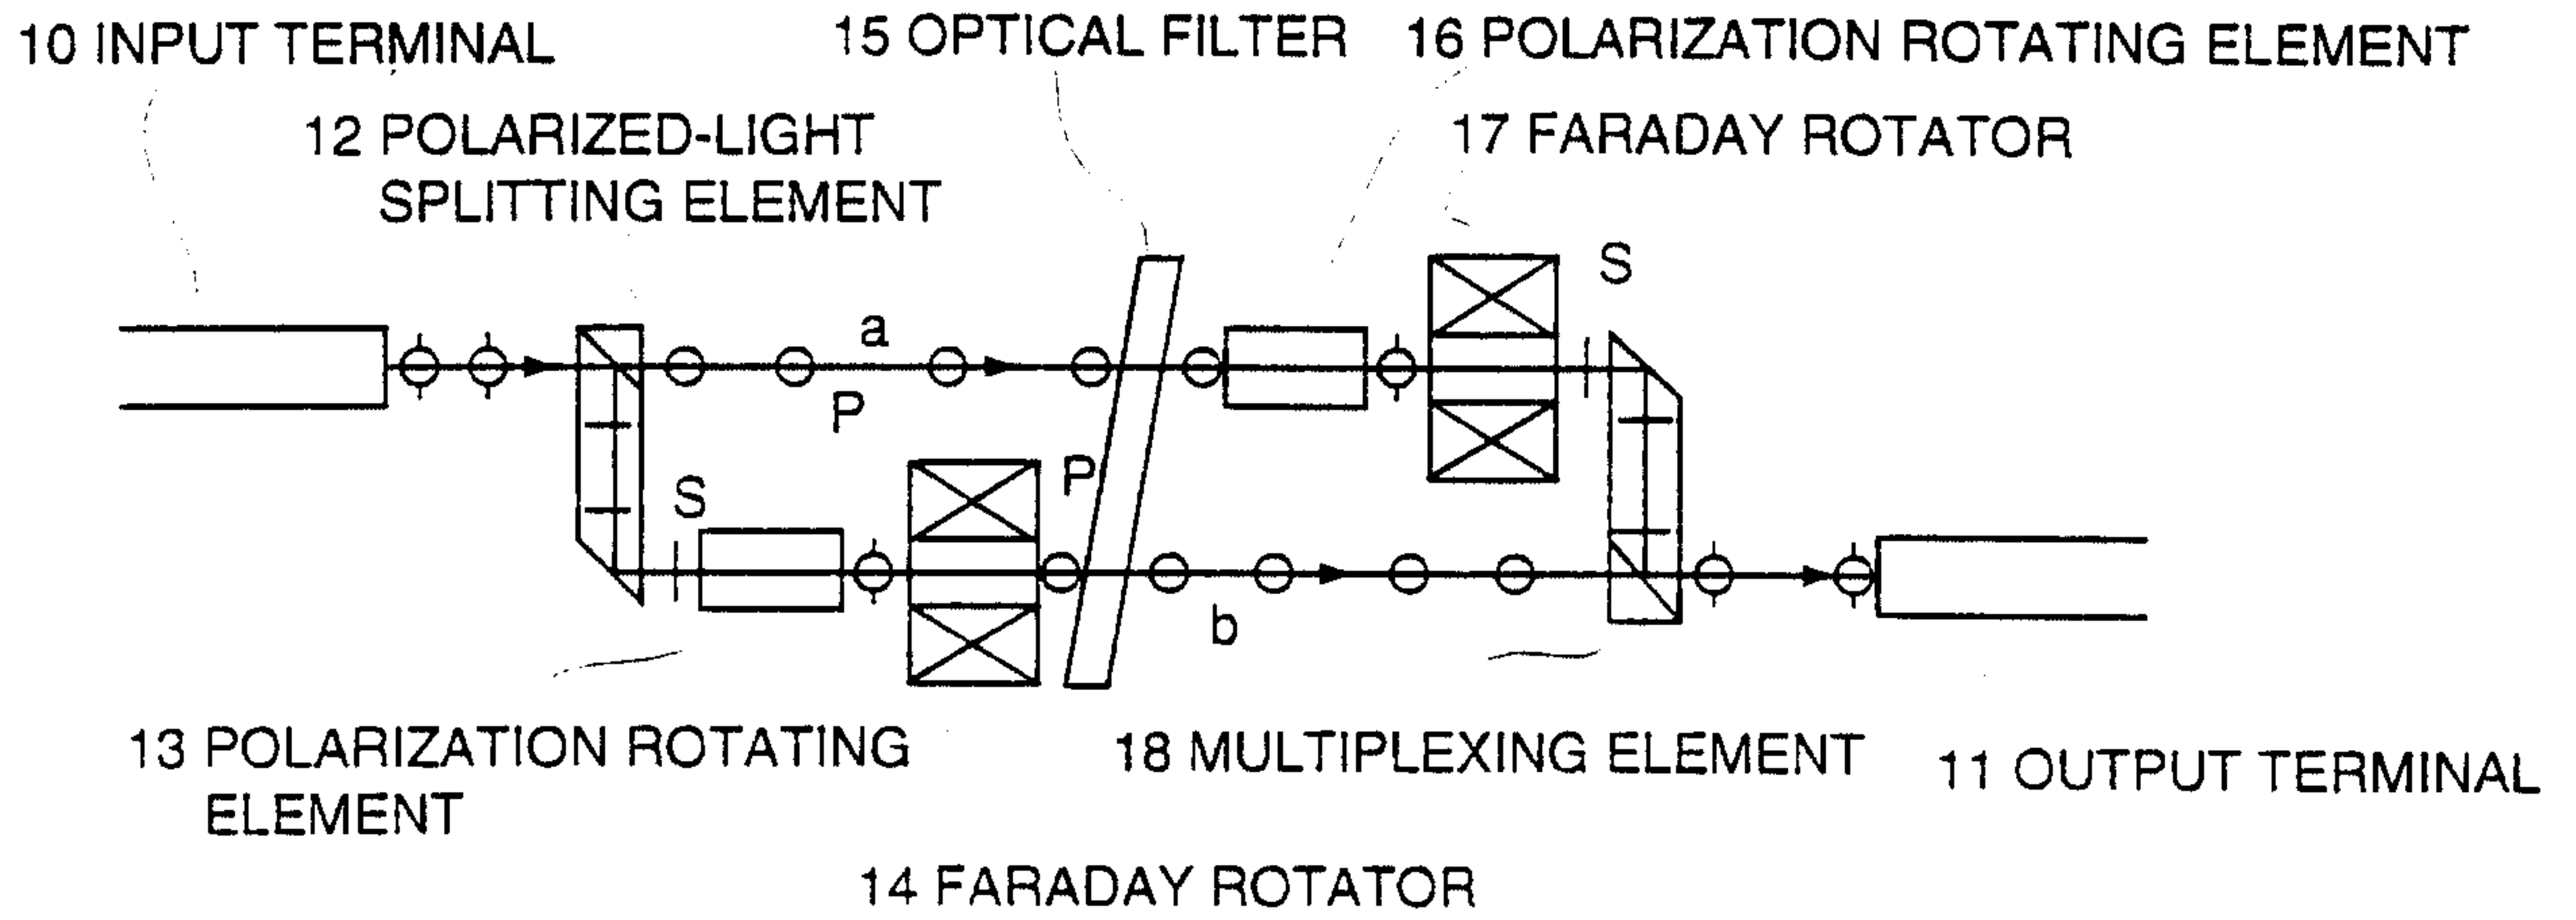 10 INPUT TERMINAL
15 OPTICAL FILTER
16 POLARIZATION ROTATING ELEMENT
12 POLARIZED-LIGHT
SPLITTING ELEMENT
17 FARADAY ROTATOR
S
a
P
P
S
b
13 POLARIZATION ROTATING
ELEMENT
18 MULTIPLEXING ELEMENT
11 OUTPUT TERMINAL
14 FARADAY ROTATOR